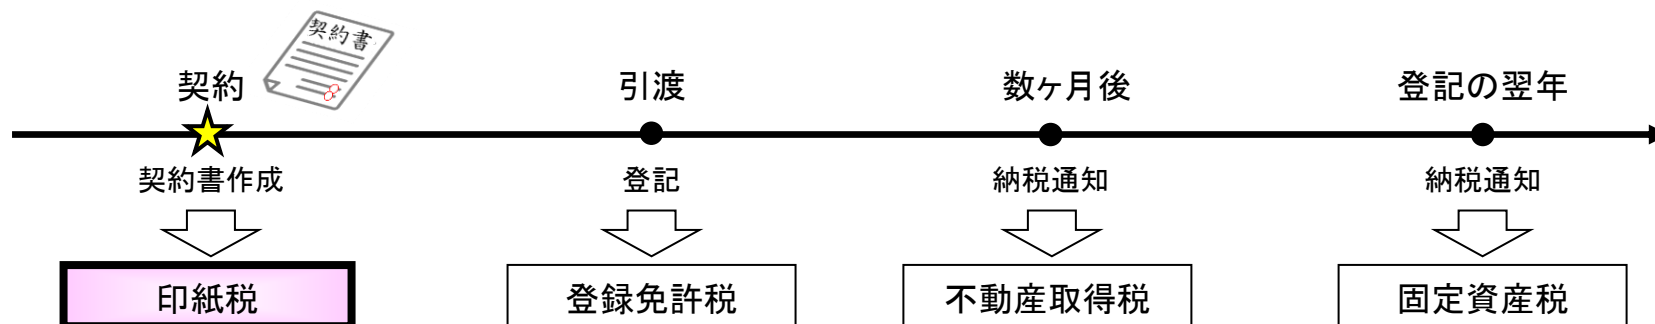 契約書
契約
引渡
数ヶ月後
登記の翌年
契約書作成
登記
納税通知
納税通知
印紙税
登録免許税
不動産取得税
固定資産税